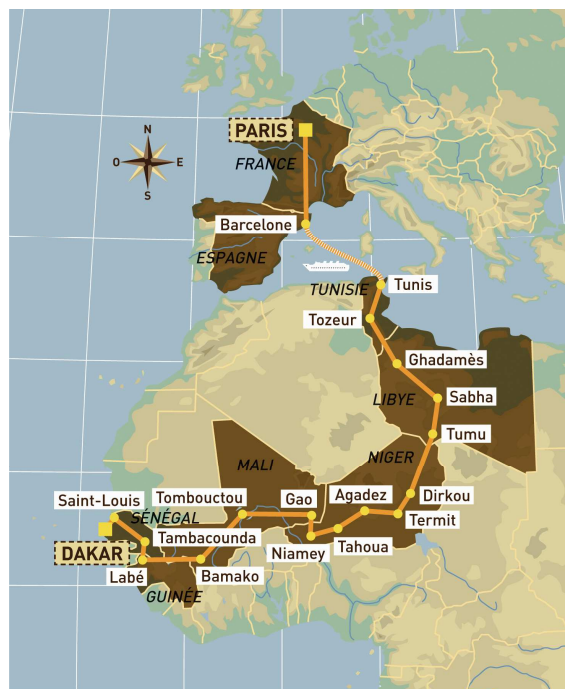 PARIS
N
O
E
S
FRANCE
Barcelone
ESPAGNE
TUNISIE
Tunis
Tozeur
Ghadamès
LIBYE
Sabha
Tumu
MALI
NIGER
Saint-Louis
Tombouctou
Gao
Agadez
Dirkou
SÉNÉGAL
Termit
Tambacounda
DAKAR
Niamey
Tahoua
Labé
Bamako
GUINÉE